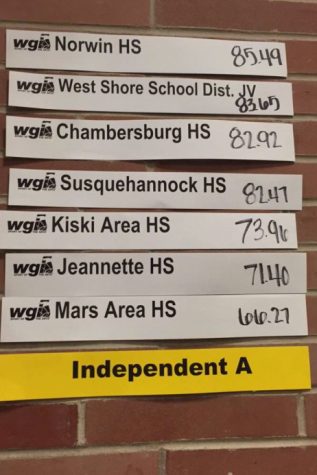 wgi Norwin HS 85.49
wgi West Shore School Dist. JV
83.65
wgi Chambersburg HS 82.92
wgi Susquehannock HS 82.47
wgi Kiski Area HS 73.96
wgi Jeannette HS 71.40
wgi Mars Area HS 66.27
Independent A